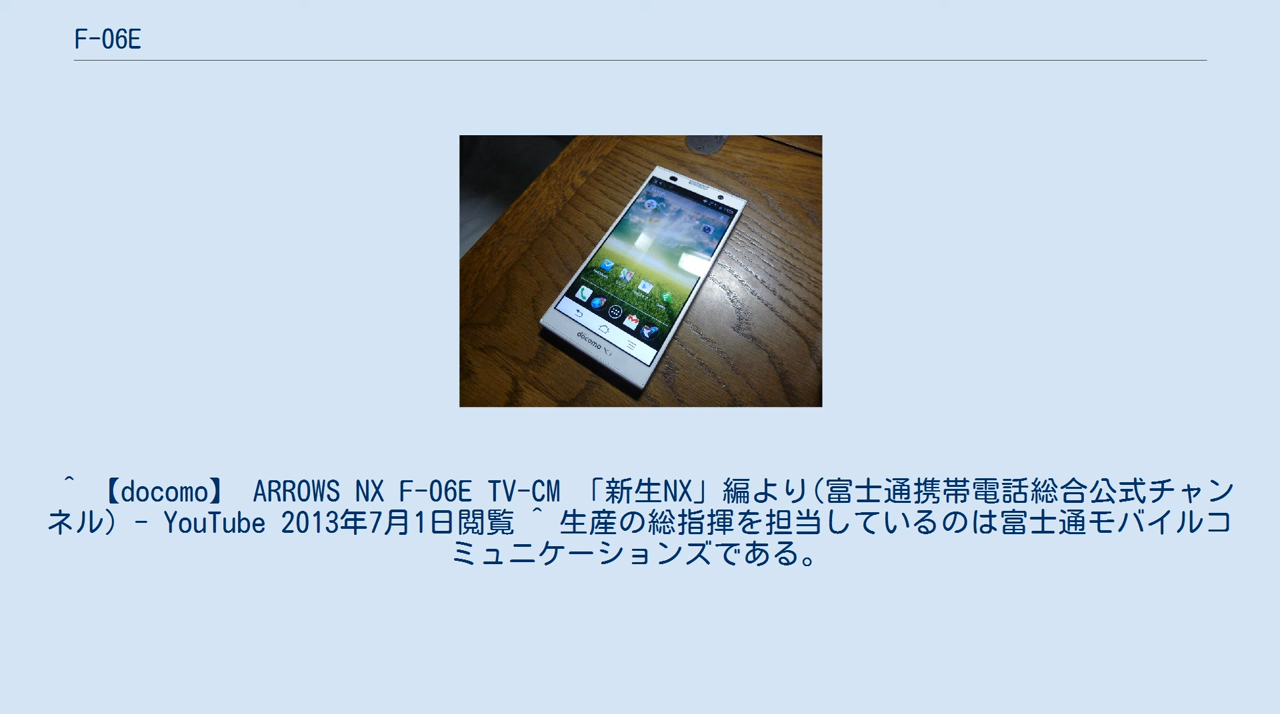 F-06E
docomo Xi
^ 【docomo】 ARROWS NX F-06E TV-CM 「新生NX」編より(富士通携帯電話総合公式チャン
ネル) - YouTube 2013年7月1日閲覧 ^ 生産の総指揮を担当しているのは富士通モバイルコ
ミュニケーションズである。